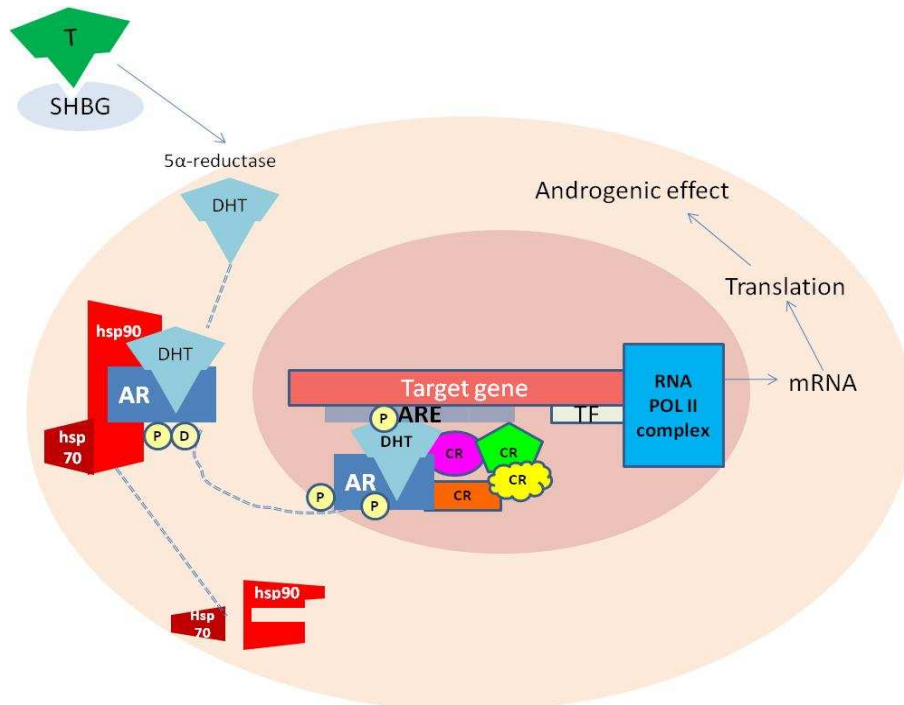 T
SHBG
5α-reductase
DHT
Androgenic effect
Translation
hsp90
DHT
AR
P D
hsp
70
Target gene
RNA
POL II
complex
mRNA
P ARE
TF
DHT
CR
CR
AR
CR
P
P
CR
hsp90
Hsp
70